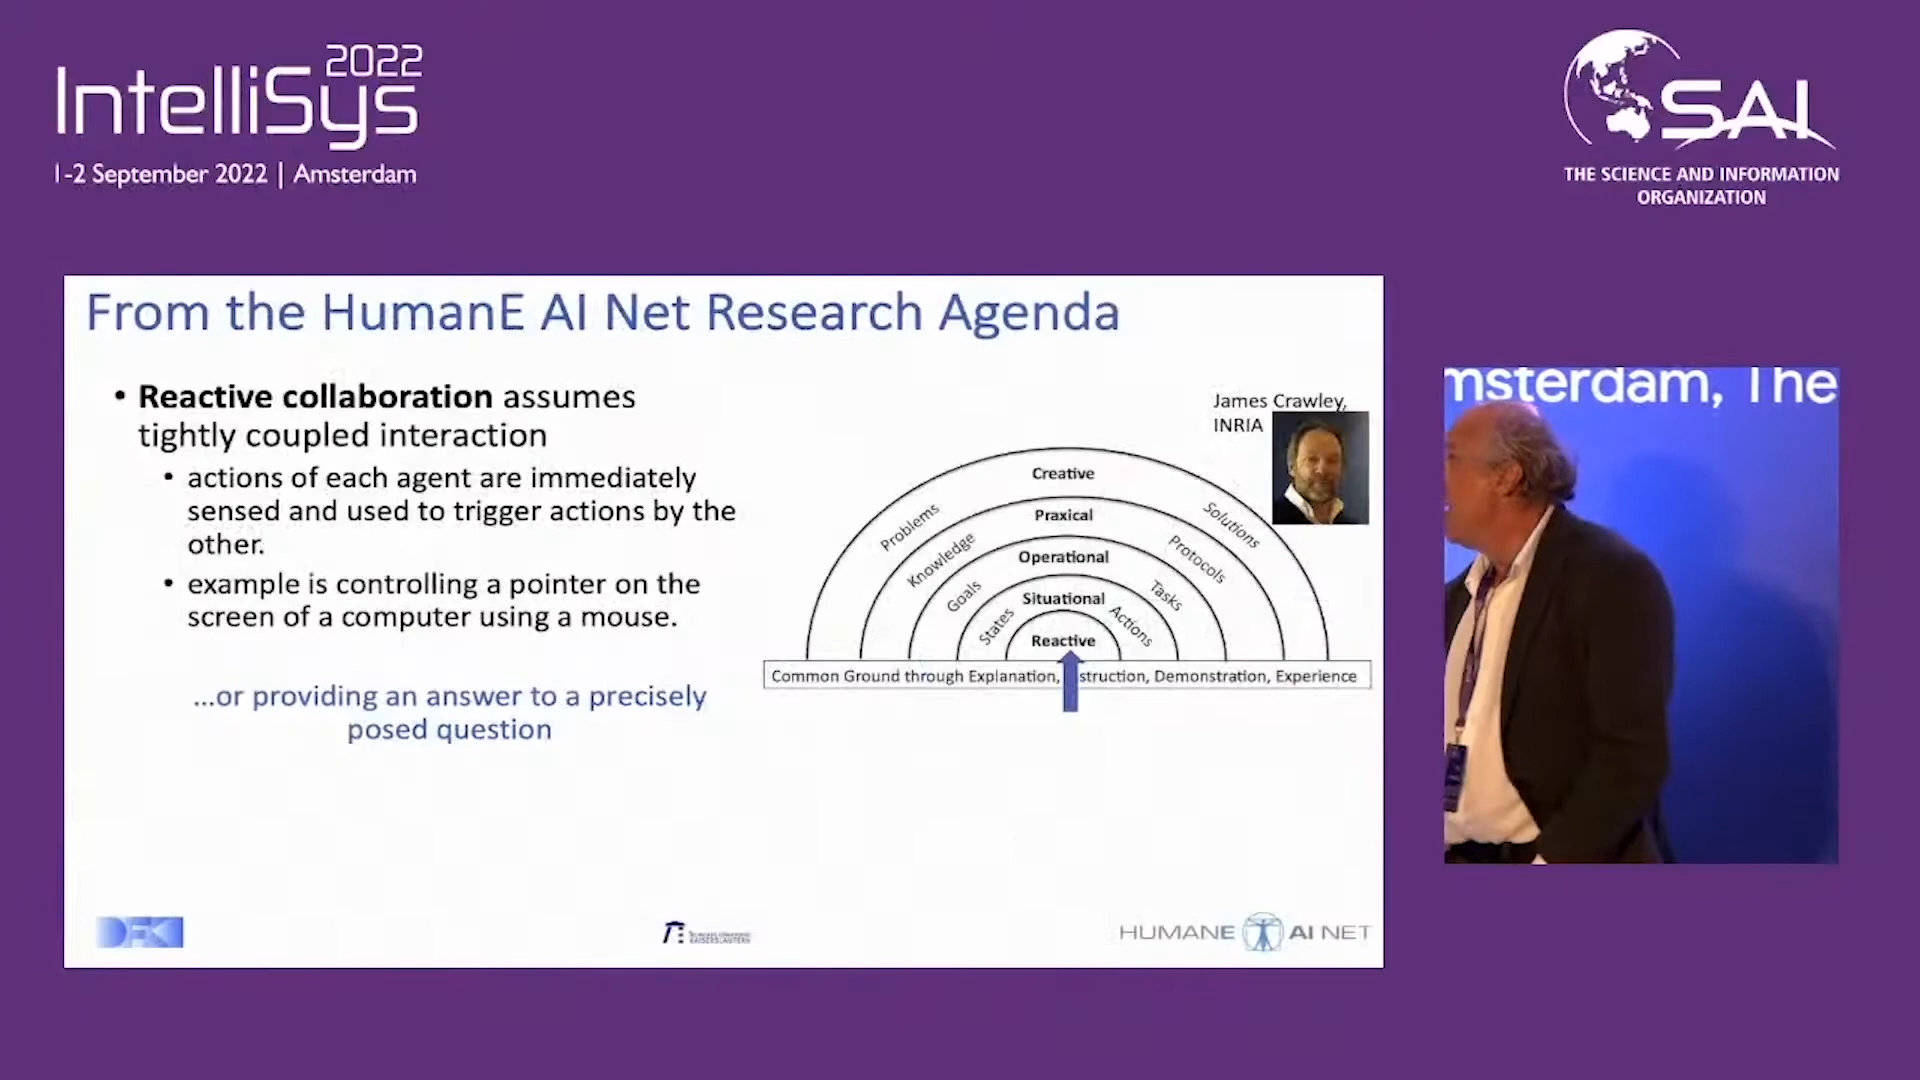 2022
IntelliSys
1-2 September 2022 | Amsterdam
SAI
THE SCIENCE AND INFORMATION
ORGANIZATION
From the HumanE AI Net Research Agenda
• Reactive collaboration assumes
tightly coupled interaction
• actions of each agent are immediately
sensed and used to trigger actions by the
other.
• example is controlling a pointer on the
screen of a computer using a mouse.
...or providing an answer to a precisely
posed question
James Crawley,
INRIA
Creative
Problems
Solutions
Praxical
Knowledge
Protocols
Operational
Goals
Tasks
Situational
States
Actions
Reactive
Common Ground through Explanation, struction, Demonstration, Experience
DFK
KAISERSLAUTERN
HUMANE AI NET
msterdam, The